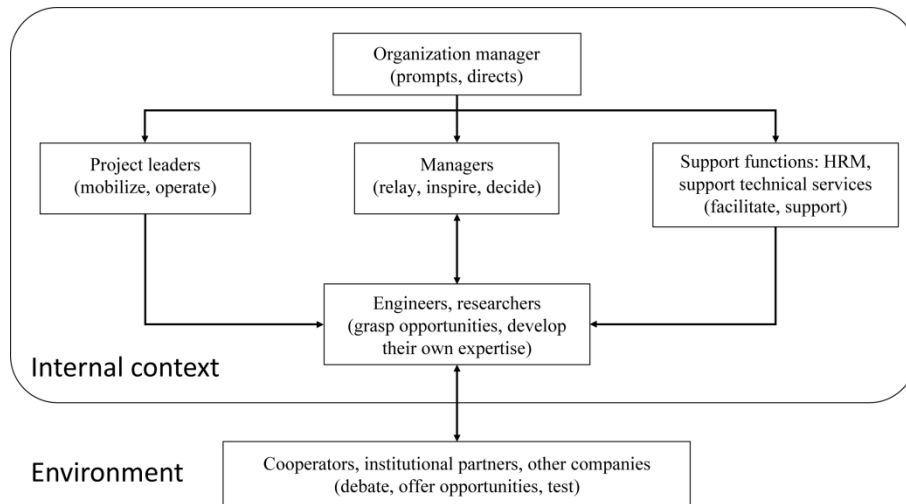 Organization manager
(prompts, directs)
Project leaders
(mobilize, operate)
Managers
(relay, inspire, decide)
Support functions: HRM,
support technical services
(facilitate, support)
Engineers, researchers
(grasp opportunities, develop
their own expertise)
Internal context
Environment
Cooperators, institutional partners, other companies
(debate, offer opportunities, test)